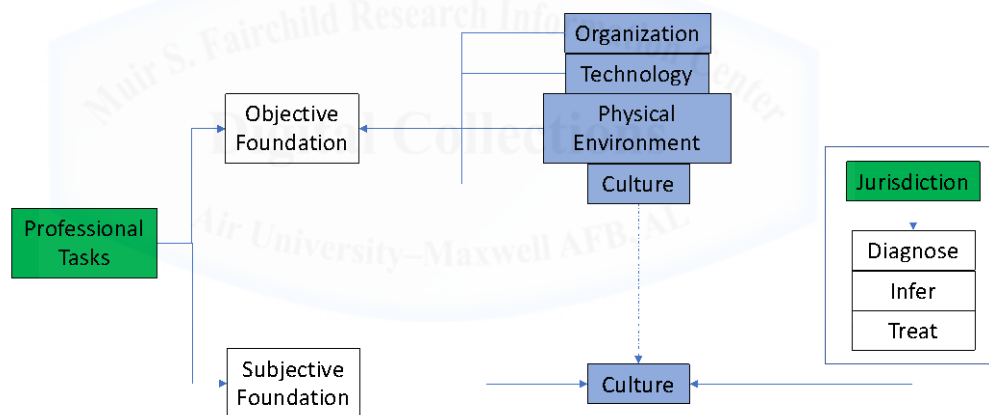 Muir S. Fairchild Research Information Center
Digital Collections
Air University–Maxwell AFB, AL
Organization
Technology
Physical
Environment
Culture
Objective
Foundation
Jurisdiction
Professional
Tasks
Diagnose
Infer
Treat
Subjective
Foundation
Culture